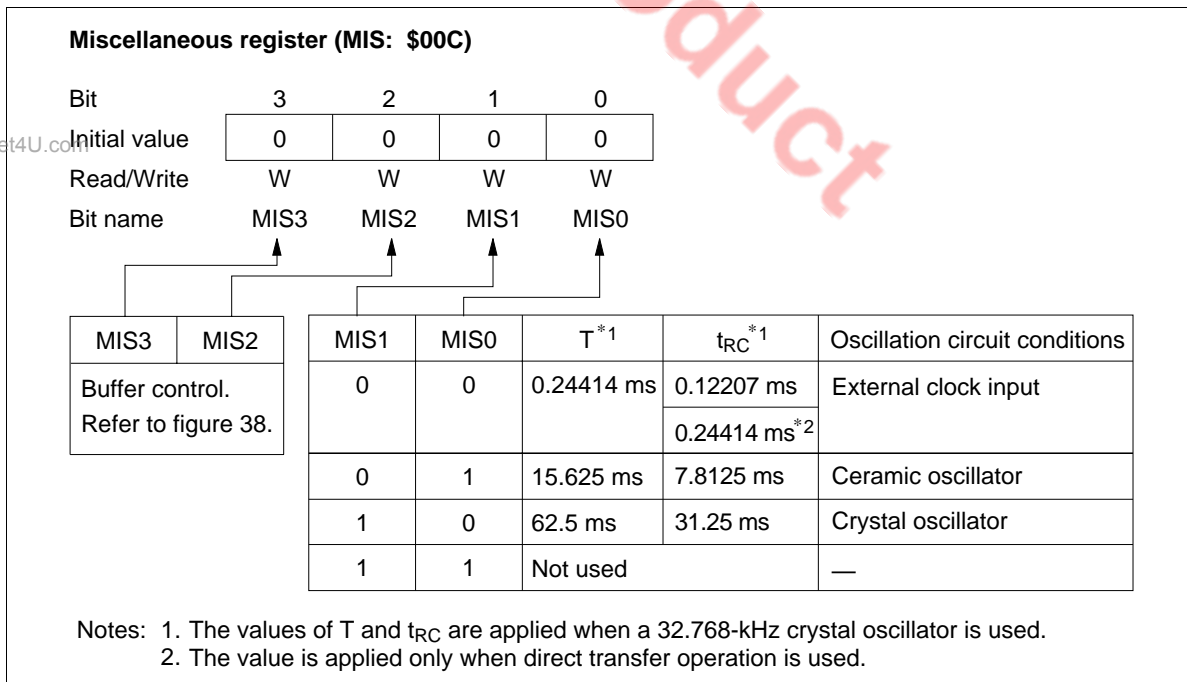 Miscellaneous register (MIS: $00C)
Bit 3 2 1 0
et4U.com
Initial value 0 0 0 0
Read/Write W W W W
Bit name MIS3 MIS2 MIS1 MIS0
MIS3 MIS2
Buffer control.
Refer to figure 38.
MIS1 MIS0 T*1 tRC*1 Oscillation circuit conditions
0 0 0.24414 ms 0.12207 ms External clock input
0.24414 ms*2
0 1 15.625 ms 7.8125 ms Ceramic oscillator
1 0 62.5 ms 31.25 ms Crystal oscillator
1 1 Not used —
Notes: 1. The values of T and tRC are applied when a 32.768-kHz crystal oscillator is used.
2. The value is applied only when direct transfer operation is used.
duct